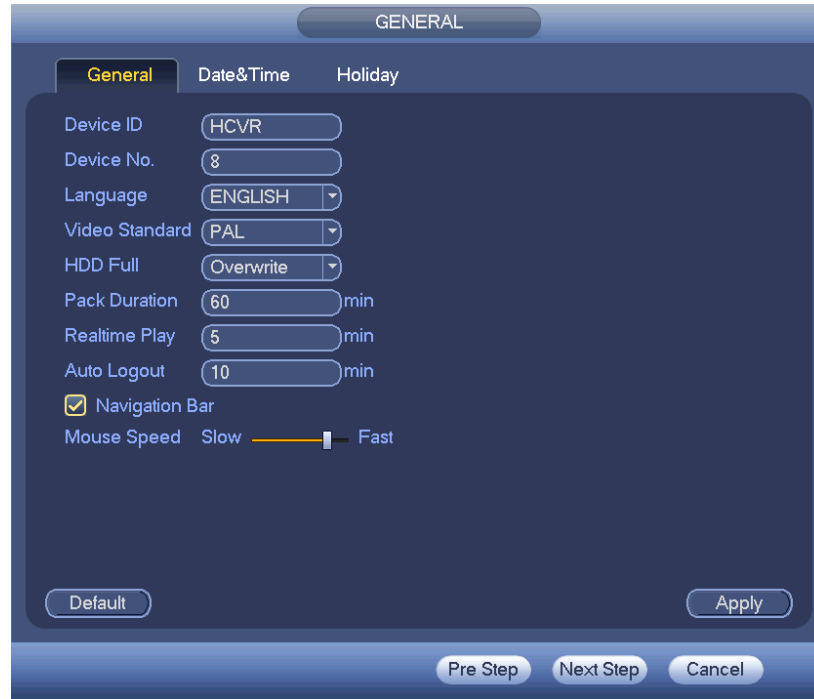 GENERAL
General Date&Time Holiday
Device ID HCVR
Device No. 8
Language ENGLISH
Video Standard PAL
HDD Full Overwrite
Pack Duration 60 min
Realtime Play 5 min
Auto Logout 10 min
Navigation Bar
Mouse Speed Slow Fast
Default Apply
Pre Step Next Step Cancel